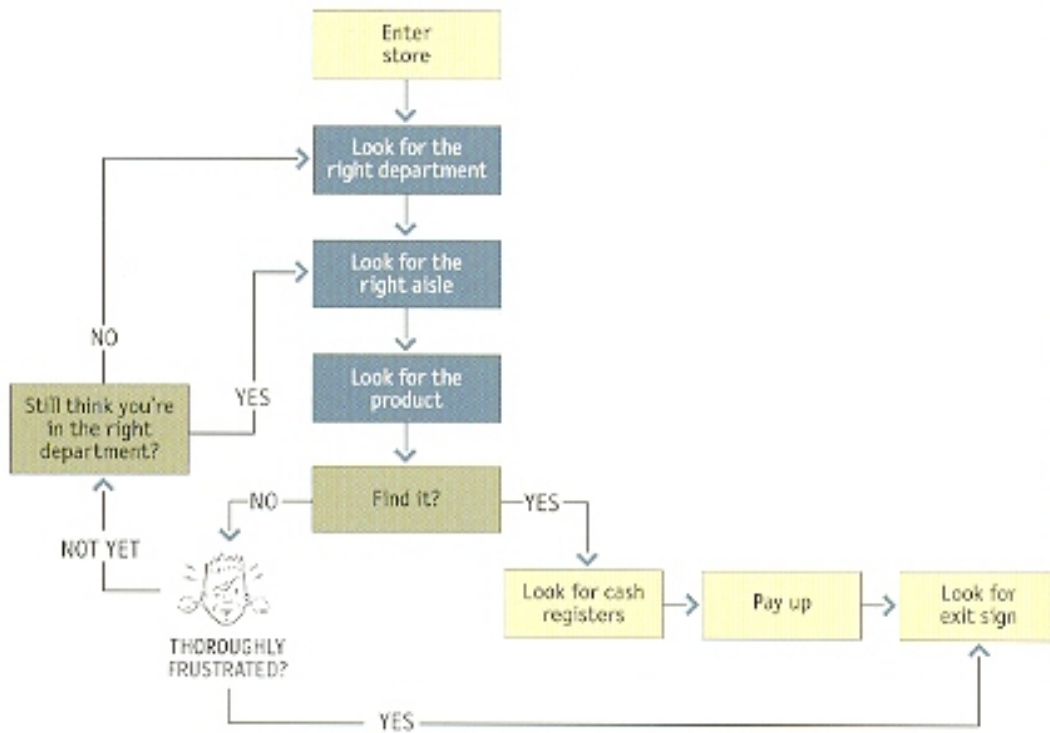 Enter
store
Look for the
right department
Look for the
right aisle
NO
Look for the
product
YES
Still think you're
in the right
department?
Find it?
NO
YES
NOT YET
Look for cash
registers
Pay up
Look for
exit sign
THOROUGHLY
FRUSTRATED?
YES